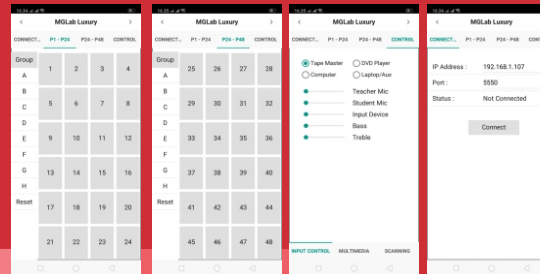 16.24
MGLab Luxury
CONNECT... P1 - P24 P24 - P48 CONTROL
Group
A
B
C
D
E
F
G
H
Reset
1 2 3 4
5 6 7 8
9 10 11 12
13 14 15 16
17 18 19 20
21 22 23 24
16.24
MGLab Luxury
CONNECT... P1 - P24 P24 - P48 CONTROL
Group
A
B
C
D
E
F
G
H
Reset
25 26 27 28
29 30 31 32
33 34 35 36
37 38 39 40
41 42 43 44
45 46 47 48
16.25
MGLab Luxury
CONNECT... P1 - P24 P24 - P48 CONTROL
Tape Master DVD Player
Computer Laptop/Aux
Teacher Mic
Student Mic
Input Device
Bass
Treble
INPUT CONTROL MULTIMEDIA SCANNING
MGLab Luxury
CONNECT... P1 - P24 P24 - P48 CONT
IP Address : 192.168.1.107
Port : 5550
Status : Not Connected
Connect